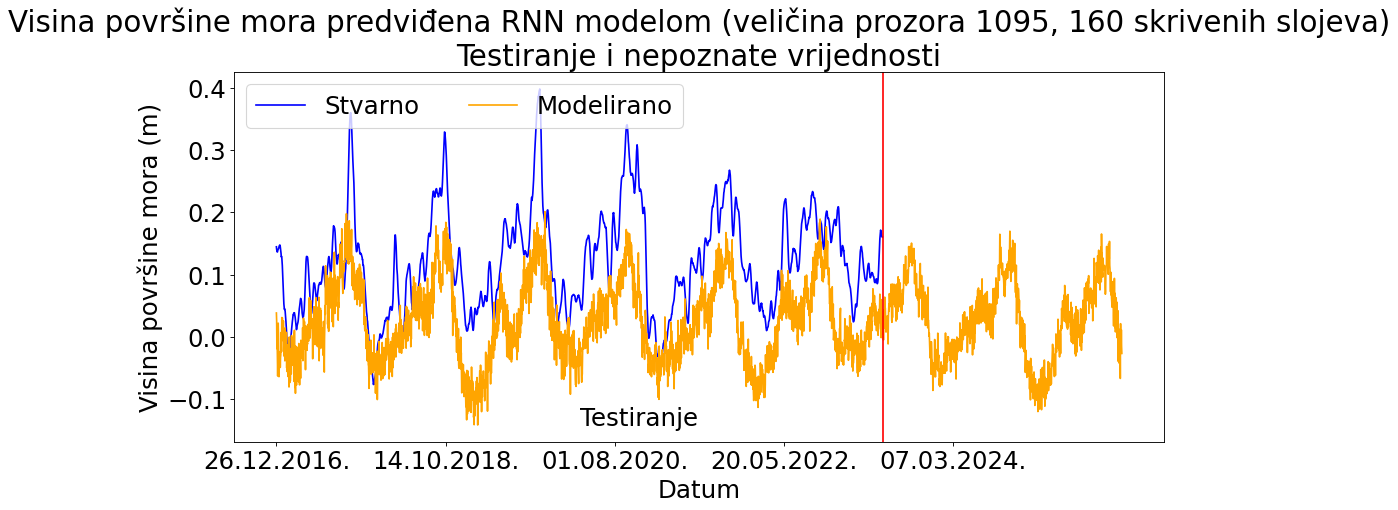 Visina površine mora predviđena RNN modelom (veličina prozora 1095, 160 skrivenih slojeva)
Testiranje i nepoznate vrijednosti
Stvarno
Modelirano
0.4
0.3
0.2
0.1
0.0
−0.1
Visina površine mora (m)
Testiranje
26.12.2016.
14.10.2018.
01.08.2020.
20.05.2022.
07.03.2024.
Datum